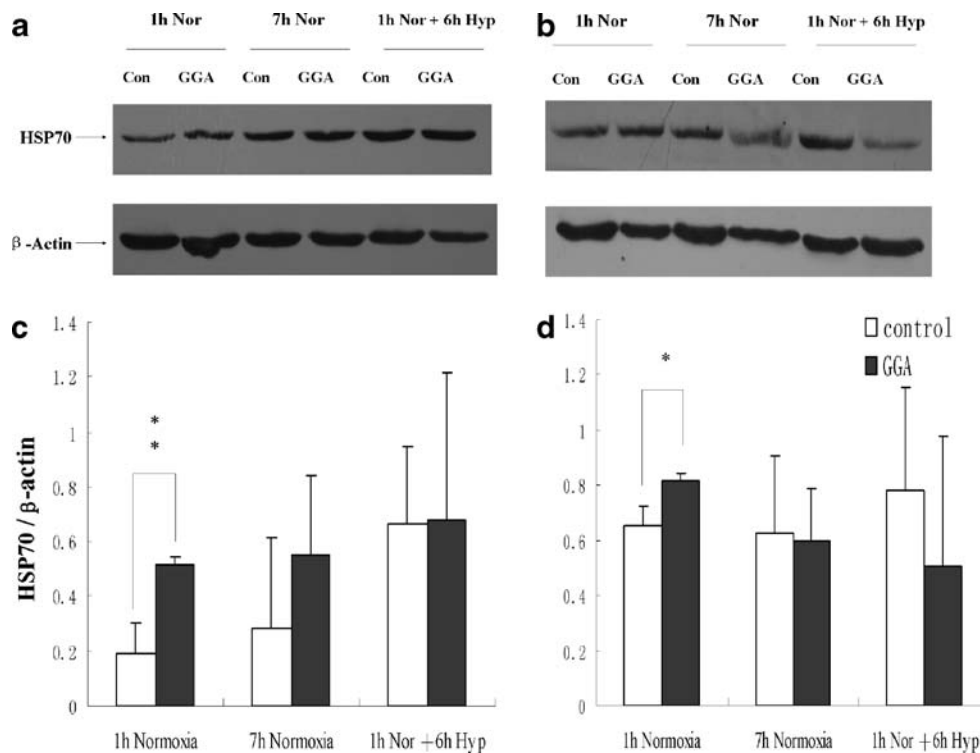 a
1h Nor 7h Nor 1h Nor + 6h Hyp
Con GGA Con GGA Con GGA
HSP70
β-Actin
b
1h Nor 7h Nor 1h Nor + 6h Hyp
Con GGA Con GGA Con GGA
c
HSP70 / β-actin
1.4
1.2
1
0.8
0.6
0.4
0.2
0
*
*
1h Normoxia 7h Normoxia 1h Nor +6h Hyp
d
control
GGA
1.4
1.2
1
0.8
0.6
0.4
0.2
0
*
1h Normoxia 7h Normoxia 1h Nor +6h Hyp